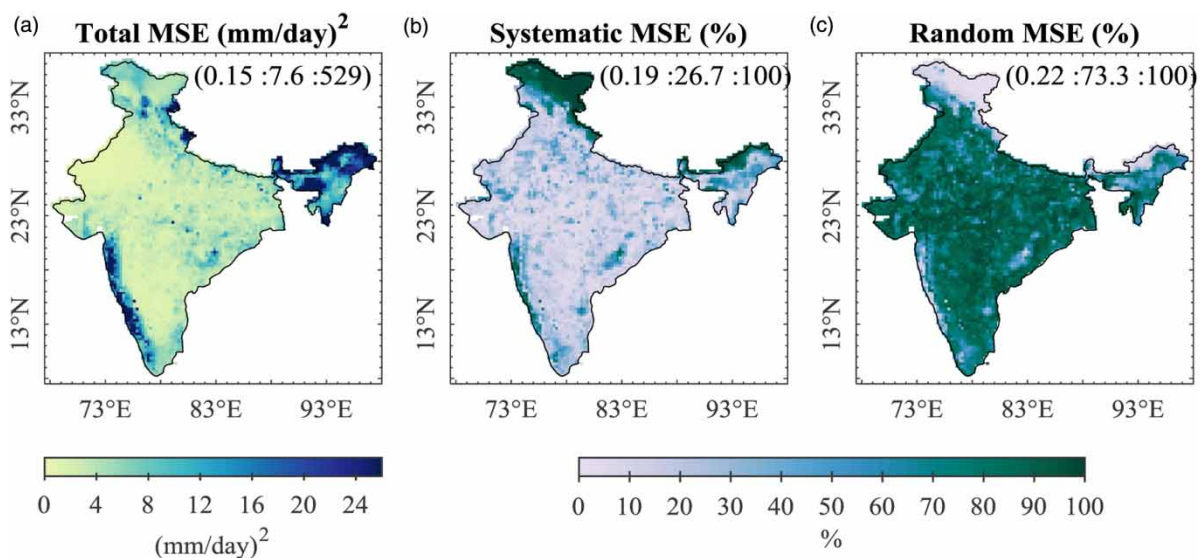 (a) Total MSE (mm/day)²
(0.15 :7.6 :529)
33°N
23°N
13°N
73°E 83°E 93°E
0 4 8 12 16 20 24
(mm/day)²
(b) Systematic MSE (%)
(0.19 :26.7 :100)
33°N
23°N
13°N
73°E 83°E 93°E
(c) Random MSE (%)
(0.22 :73.3 :100)
33°N
23°N
13°N
73°E 83°E 93°E
0 10 20 30 40 50 60 70 80 90 100
%